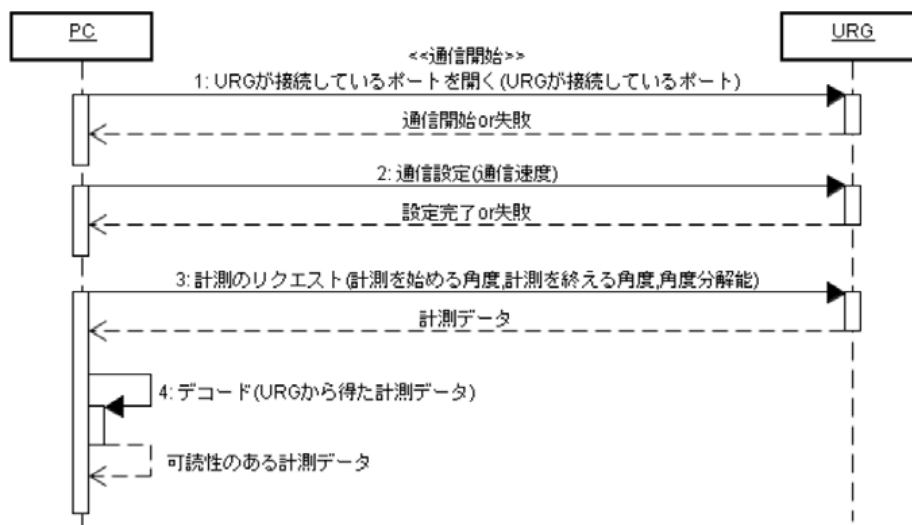 PC
URG
<<通信開始>>
1: URGが接続しているポートを開く(URGが接続しているポート)
通信開始or失敗
2: 通信設定(通信速度)
設定完了or失敗
3: 計測のリクエスト(計測を始める角度,計測を終える角度,角度分解能)
計測データ
4: デコード(URGから得た計測データ)
可読性のある計測データ